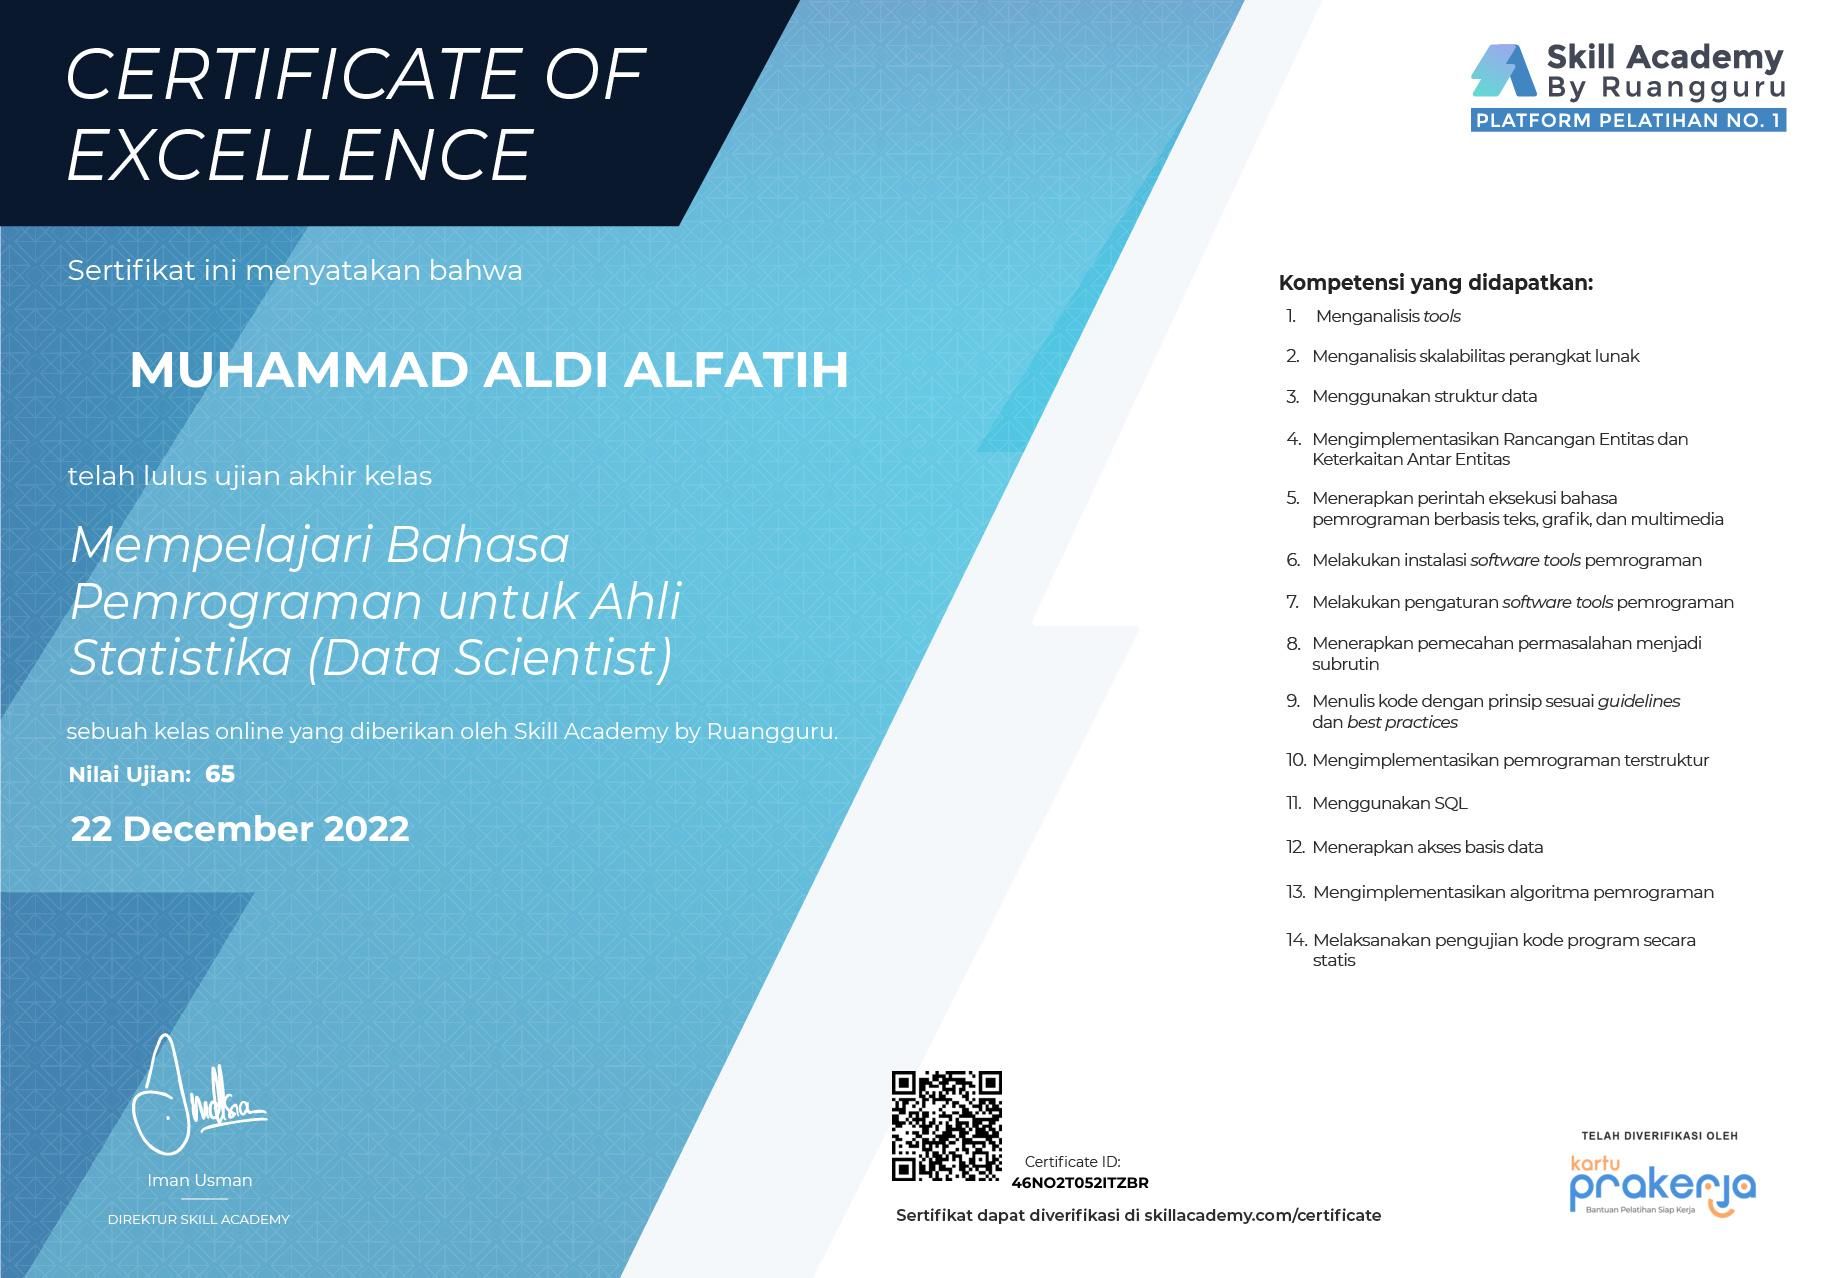 CERTIFICATE OF
EXCELLENCE
Sertifikat ini menyatakan bahwa
MUHAMMAD ALDI ALFATIH
telah lulus ujian akhir kelas
Mempelajari Bahasa
Pemrograman untuk Ahli
Statistika (Data Scientist)
sebuah kelas online yang diberikan oleh Skill Academy by Ruangguru.
Nilai Ujian: 65
22 December 2022
Iman Usman
DIREKTUR SKILL ACADEMY
Skill Academy
By Ruangguru
PLATFORM PELATIHAN NO. 1
Kompetensi yang didapatkan:
1. Menganalisis tools
2. Menganalisis skalabilitas perangkat lunak
3. Menggunakan struktur data
4. Mengimplementasikan Rancangan Entitas dan
Keterkaitan Antar Entitas
5. Menerapkan perintah eksekusi bahasa
pemrograman berbasis teks, grafik, dan multimedia
6. Melakukan instalasi software tools pemrograman
7. Melakukan pengaturan software tools pemrograman
8. Menerapkan pemecahan permasalahan menjadi
subrutin
9. Menulis kode dengan prinsip sesuai guidelines
dan best practices
10. Mengimplementasikan pemrograman terstruktur
11. Menggunakan SQL
12. Menerapkan akses basis data
13. Mengimplementasikan algoritma pemrograman
14. Melaksanakan pengujian kode program secara
statis
Certificate ID:
46NO2T052ITZBR
Sertifikat dapat diverifikasi di skillacademy.com/certificate
TELAH DIVERIFIKASI OLEH
kartu
prakerja
Bantuan Pelatihan Siap Kerja